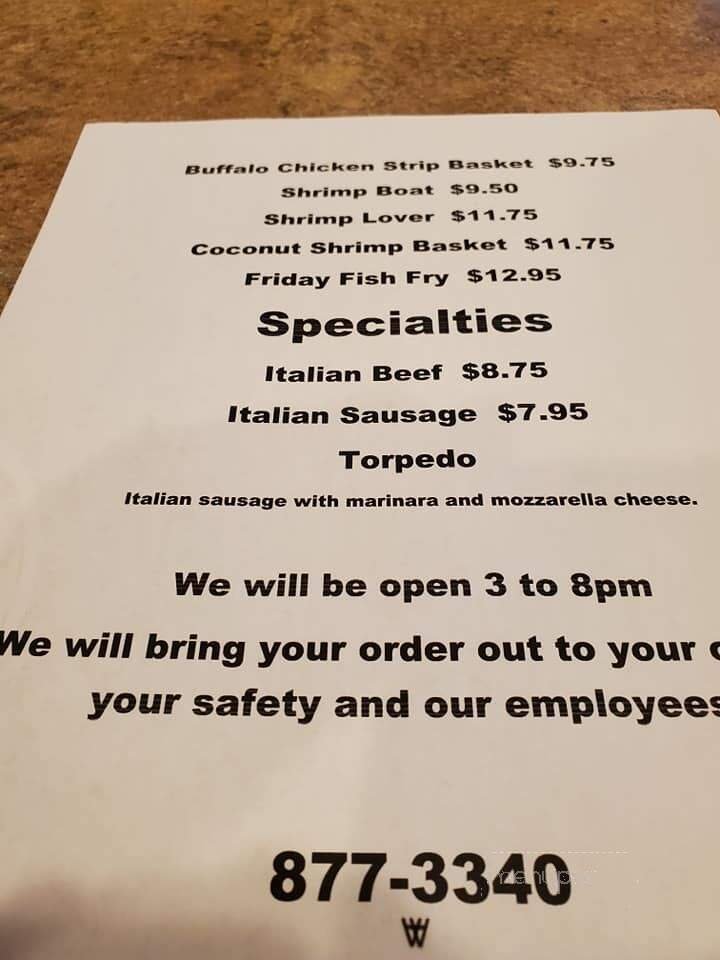 Buffalo Chicken Strip Basket $9.75
Shrimp Boat $9.50
Shrimp Lover $11.75
Coconut Shrimp Basket $11.75
Friday Fish Fry $12.95
Specialties
Italian Beef $8.75
Italian Sausage $7.95
Torpedo
Italian sausage with marinara and mozzarella cheese.
We will be open 3 to 8pm
We will bring your order out to your
your safety and our employees
877-3340